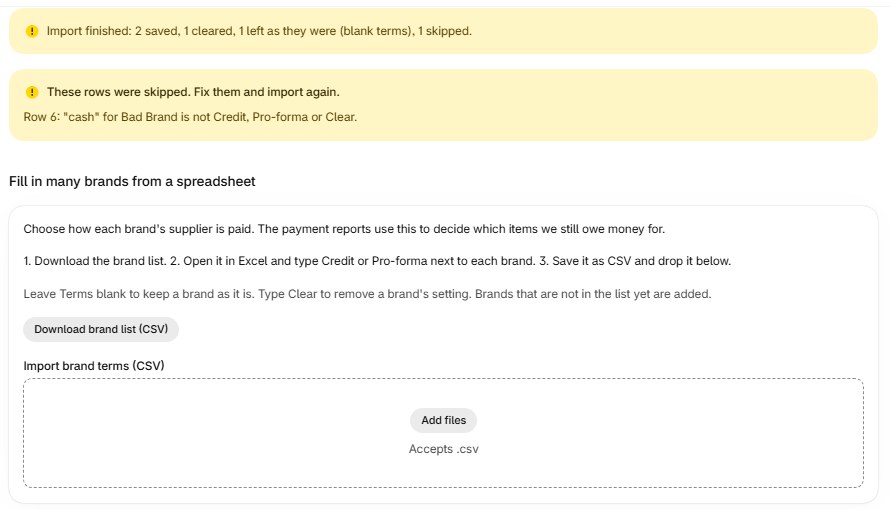 Import finished: 2 saved, 1 cleared, 1 left as they were (blank terms), 1 skipped.
These rows were skipped. Fix them and import again.
Row 6: "cash" for Bad Brand is not Credit, Pro-forma or Clear.
Fill in many brands from a spreadsheet
Choose how each brand's supplier is paid. The payment reports use this to decide which items we still owe money for.
1. Download the brand list. 2. Open it in Excel and type Credit or Pro-forma next to each brand. 3. Save it as CSV and drop it below.
Leave Terms blank to keep a brand as it is. Type Clear to remove a brand's setting. Brands that are not in the list yet are added.
Download brand list (CSV)
Import brand terms (CSV)
Add files
Accepts .csv